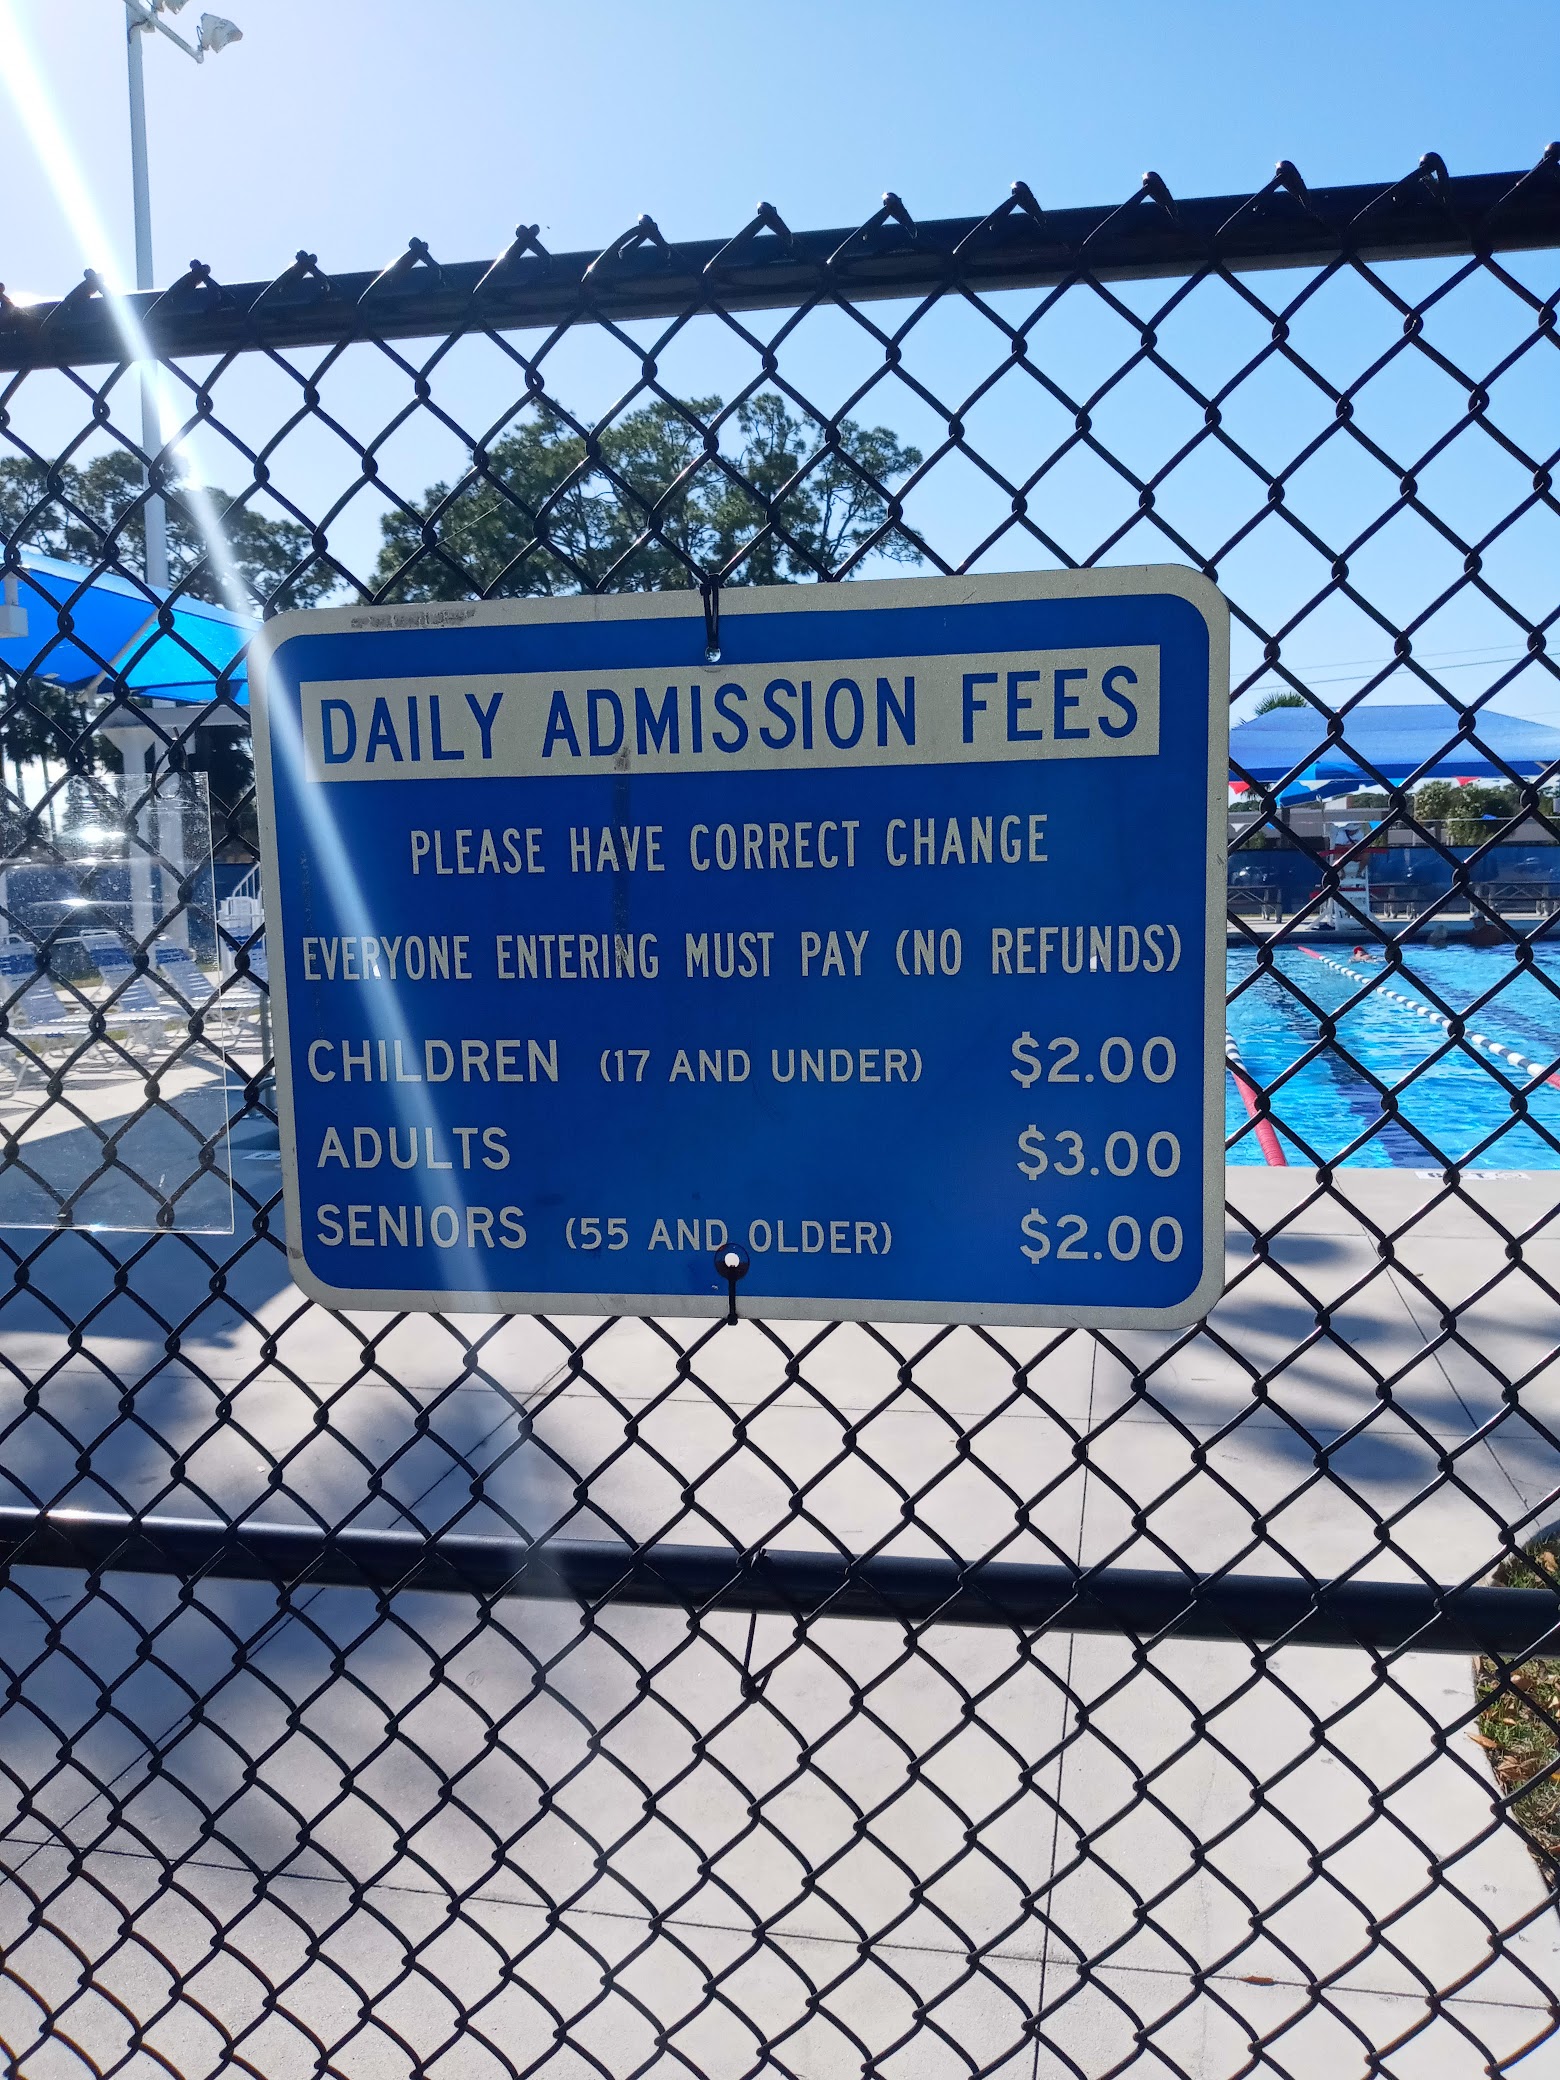 DAILY ADMISSION FEES
PLEASE HAVE CORRECT CHANGE
EVERYONE ENTERING MUST PAY (NO REFUNDS)
CHILDREN (17 AND UNDER) $2.00
ADULTS $3.00
SENIORS (55 AND OLDER) $2.00